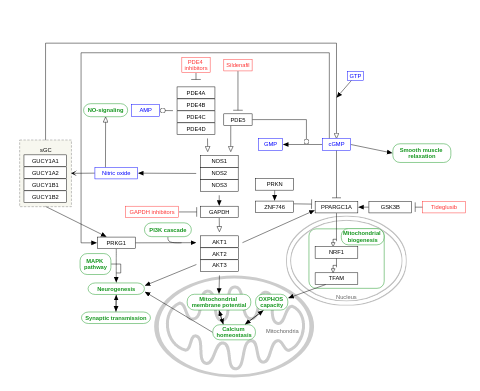 PDE4
inhibitors
Sildenafil
GTP
PDE4A
PDE4B
PDE4C
PDE4D
NO-signaling
AMP
PDE5
GMP
cGMP
Smooth muscle
relaxation
sGC
GUCY1A1
GUCY1A2
GUCY1B1
GUCY1B2
Nitric oxide
NOS1
NOS2
NOS3
PRKN
ZNF746
PPARGC1A
GSK3B
Tideglusib
GAPDH inhibitors
GAPDH
PI3K cascade
PRKG1
AKT1
AKT2
AKT3
Mitochondrial
biogenesis
NRF1
TFAM
Nucleus
MAPK
pathway
Neurogenesis
Synaptic transmission
Mitochondrial
membrane potential
OXPHOS
capacity
Calcium
homeostasis
Mitochondria